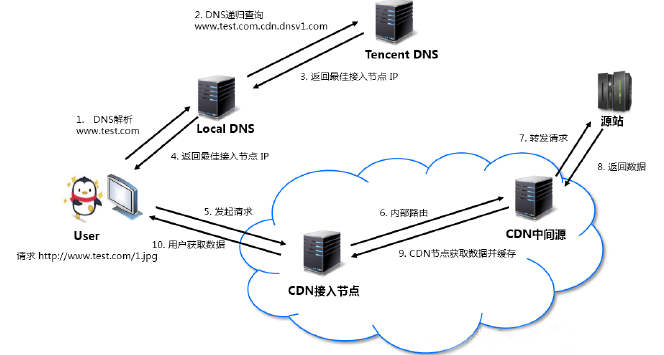 2. DNS递归查询
www.test.com.cdn.dnsv1.com
Tencent DNS
3. 返回最佳接入节点 IP
1. DNS解析
www.test.com
Local DNS
4. 返回最佳接入节点 IP
源站
7. 转发请求
8. 返回数据
5. 发起请求
6. 内部路由
User
10. 用户获取数据
CDN中间源
请求 http://www.test.com/1.jpg
9. CDN节点获取数据并缓存
CDN接入节点